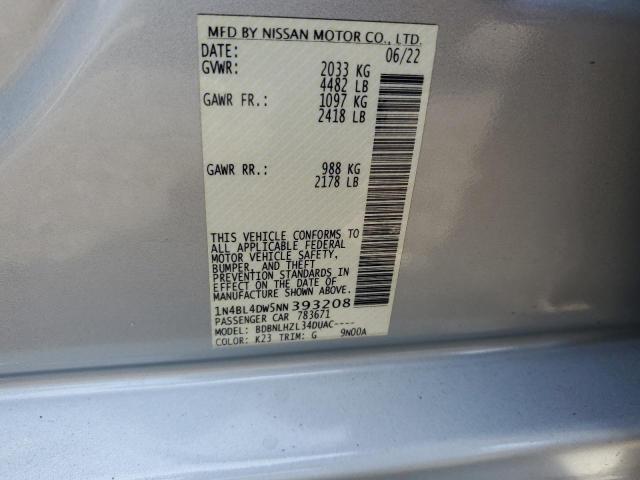 MFD BY NISSAN MOTOR CO., LTD.
DATE: 06/22
GVWR: 2033 KG
4482 LB
GAWR FR.: 1097 KG
2418 LB
GAWR RR.: 988 KG
2178 LB
THIS VEHICLE CONFORMS TO
ALL APPLICABLE FEDERAL
MOTOR VEHICLE SAFETY,
BUMPER, AND THEFT
PREVENTION STANDARDS IN
EFFECT ON THE DATE OF
MANUFACTURE SHOWN ABOVE.
1N4BL4DW5NN393208
PASSENGER CAR 783671
MODEL: BDBNLHZL34DUAC----
COLOR: K23 TRIM: G 9N00A